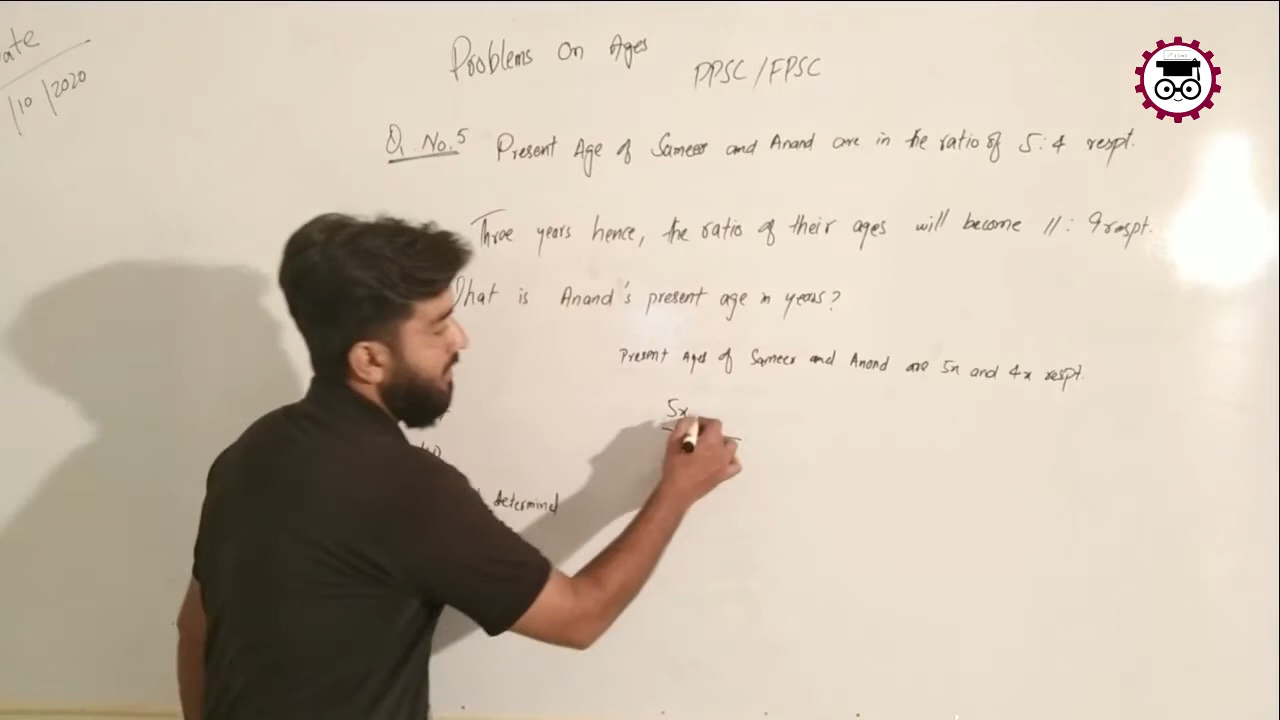 ate
/10/2020
Problems On Ages
PPSC/FPSC
Q. No. 5 Present Age of Sameer and Anand are in the ratio of 5:4 respt.
Three years hence, the ratio of their ages will become 11:9 respt.
What is Anand's present age in years?
Present Ages of Sameer and Anand are 5x and 4x respt.
5x
determined